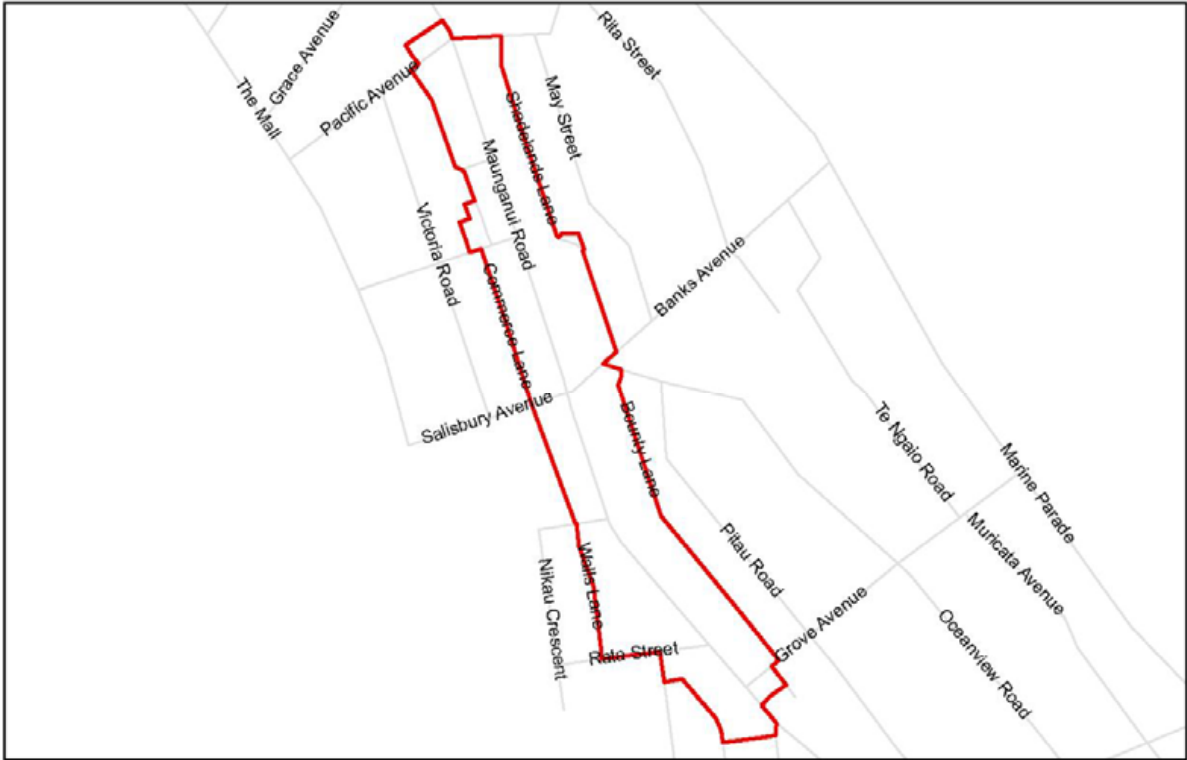 Grace Avenue
Rita Street
The Mall
Pacific Avenue
May Street
Shadelands Lane
Maunganui Road
Victoria Road
Banks Avenue
Commerce Lane
Salisbury Avenue
Bounty Lane
Te Ngaio Road
Marine Parade
Pitau Road
Muricata Avenue
Wells Lane
Nikau Crescent
Grove Avenue
Rata Street
Oceanview Road